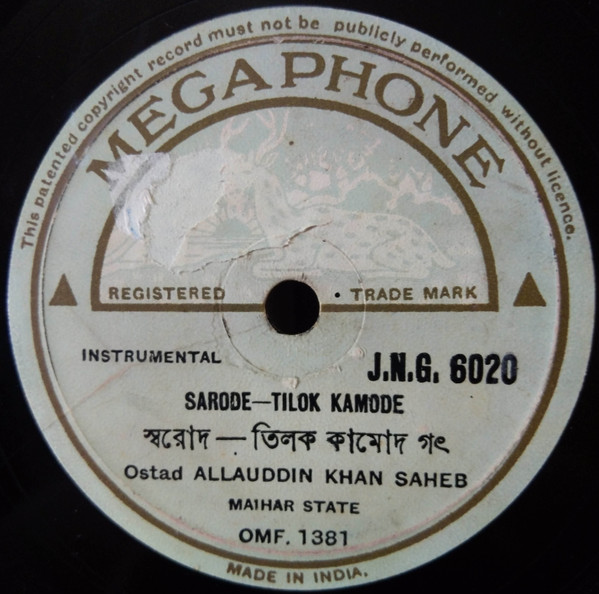 This patented copyright record must not be publicly performed without licence.
MEGAPHONE
REGISTERED TRADE MARK
INSTRUMENTAL
J.N.G. 6020
SARODE—TILOK KAMODE
স্বরোদ — তিলক কামোদ গৎ
Ostad ALLAUDDIN KHAN SAHEB
MAIHAR STATE
OMF. 1381
MADE IN INDIA.